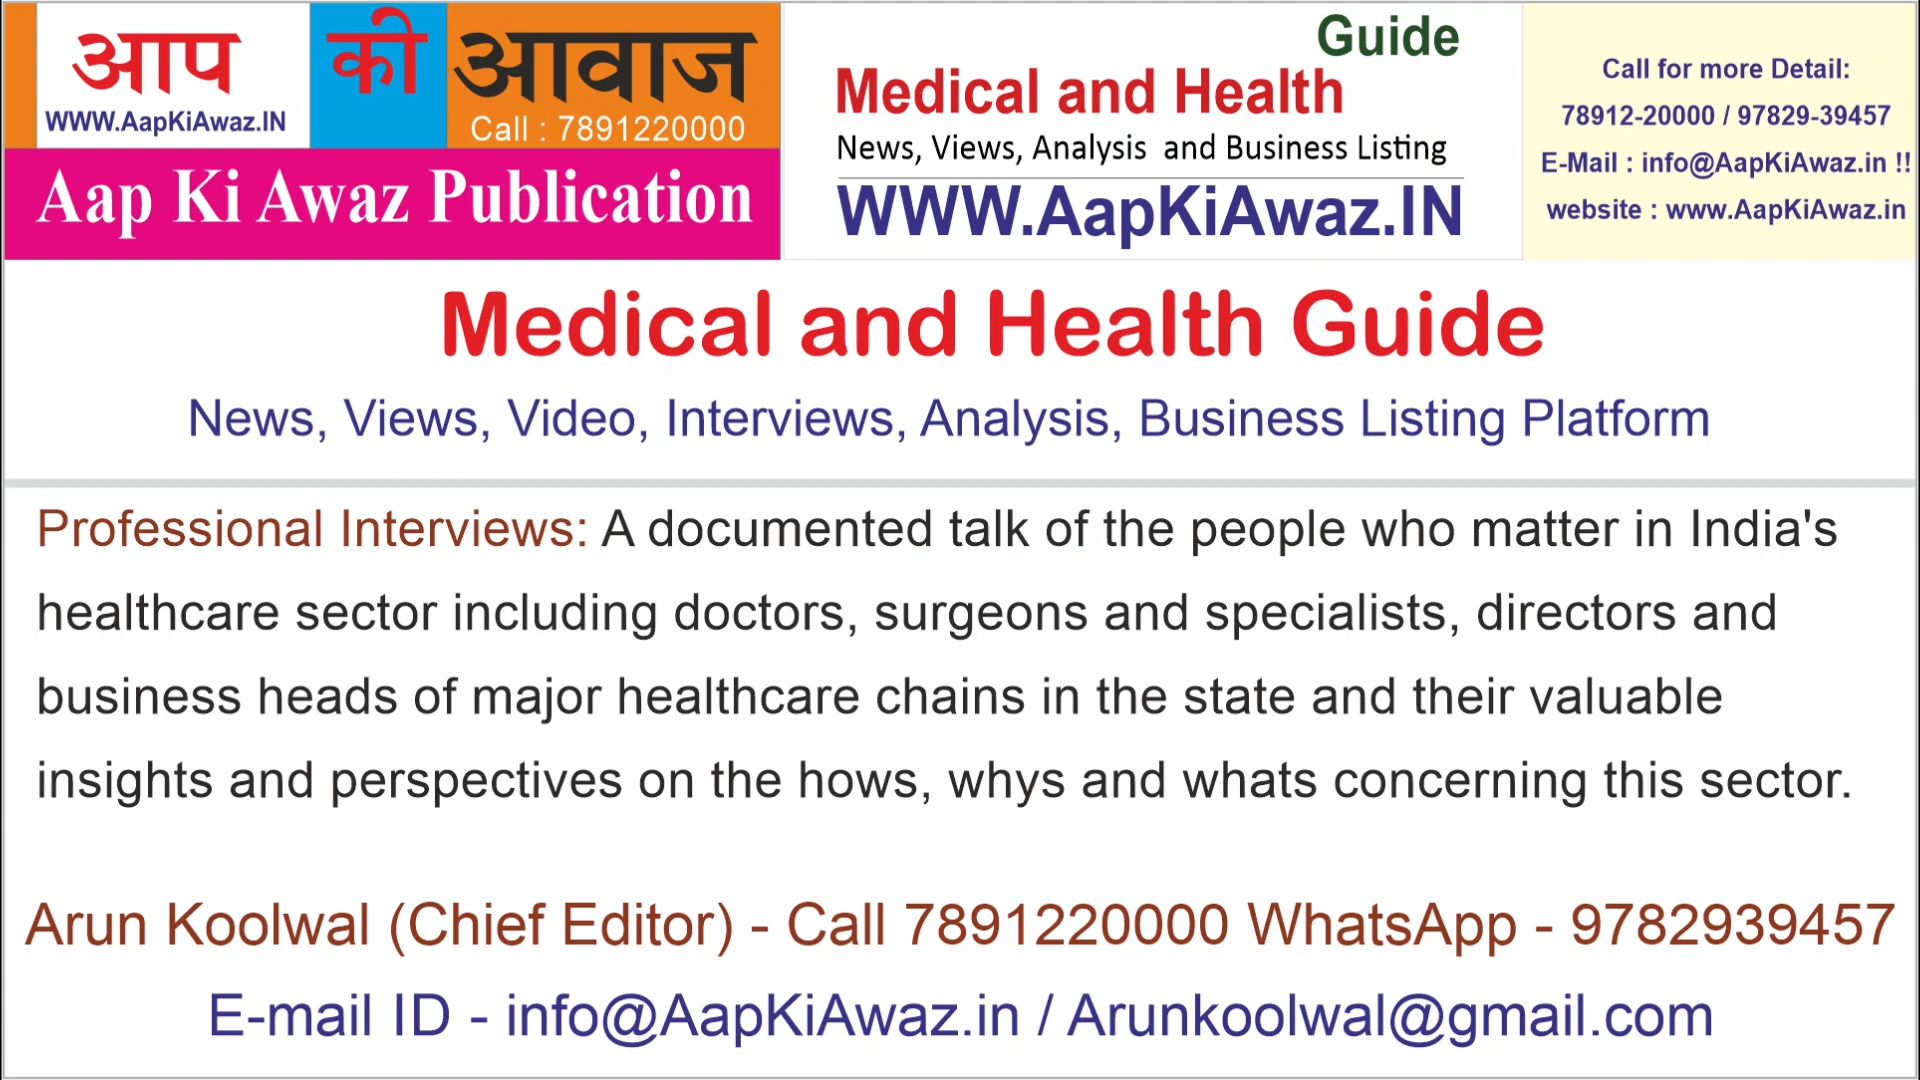 आप की आवाज
WWW.AapKiAwaz.IN
Call : 7891220000
Aap Ki Awaz Publication
Guide
Medical and Health
News, Views, Analysis and Business Listing
WWW.AapKiAwaz.IN
Call for more Detail:
78912-20000 / 97829-39457
E-Mail : info@AapKiAwaz.in !!
website : www.AapKiAwaz.in
Medical and Health Guide
News, Views, Video, Interviews, Analysis, Business Listing Platform
Professional Interviews: A documented talk of the people who matter in India's
healthcare sector including doctors, surgeons and specialists, directors and
business heads of major healthcare chains in the state and their valuable
insights and perspectives on the hows, whys and whats concerning this sector.
Arun Koolwal (Chief Editor) - Call 7891220000 WhatsApp - 9782939457
E-mail ID - info@AapKiAwaz.in / Arunkoolwal@gmail.com